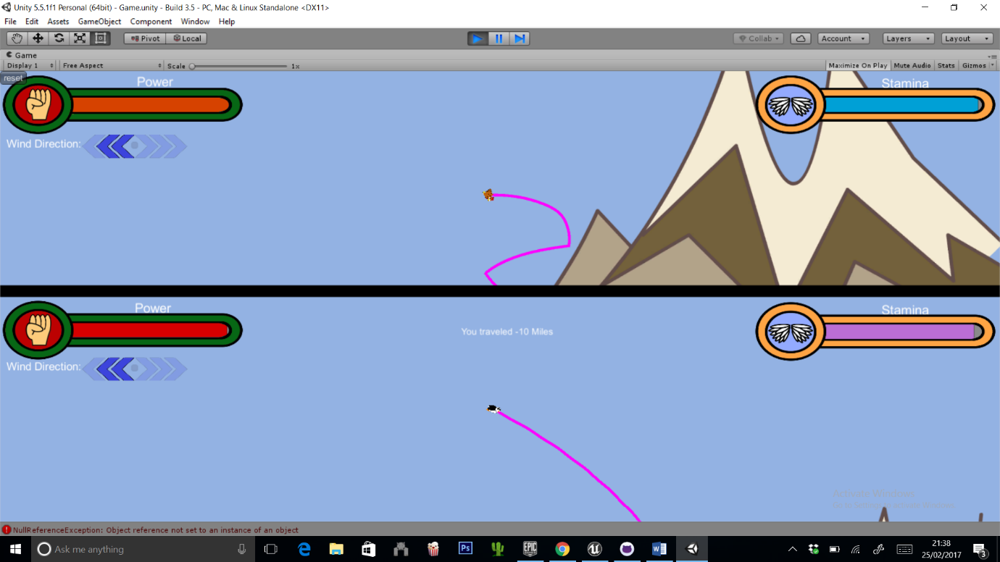 Unity 5.5.1f1 Personal (64bit) - Game.unity - Build 3.5 - PC, Mac & Linux Standalone <DX11>
File Edit Assets GameObject Component Window Help
Pivot Local Collab Account Layers Layout
Game
Display 1 Free Aspect Scale 1x Maximize On Play Mute Audio Stats Gizmos
reset
Power Stamina
Wind Direction:
Power Stamina
You traveled -10 Miles
Wind Direction:
Activate Windows
NullReferenceException: Object reference not set to an instance of an object
Ask me anything
Ps
EPIC GAMES
W
21:38
25/02/2017
3